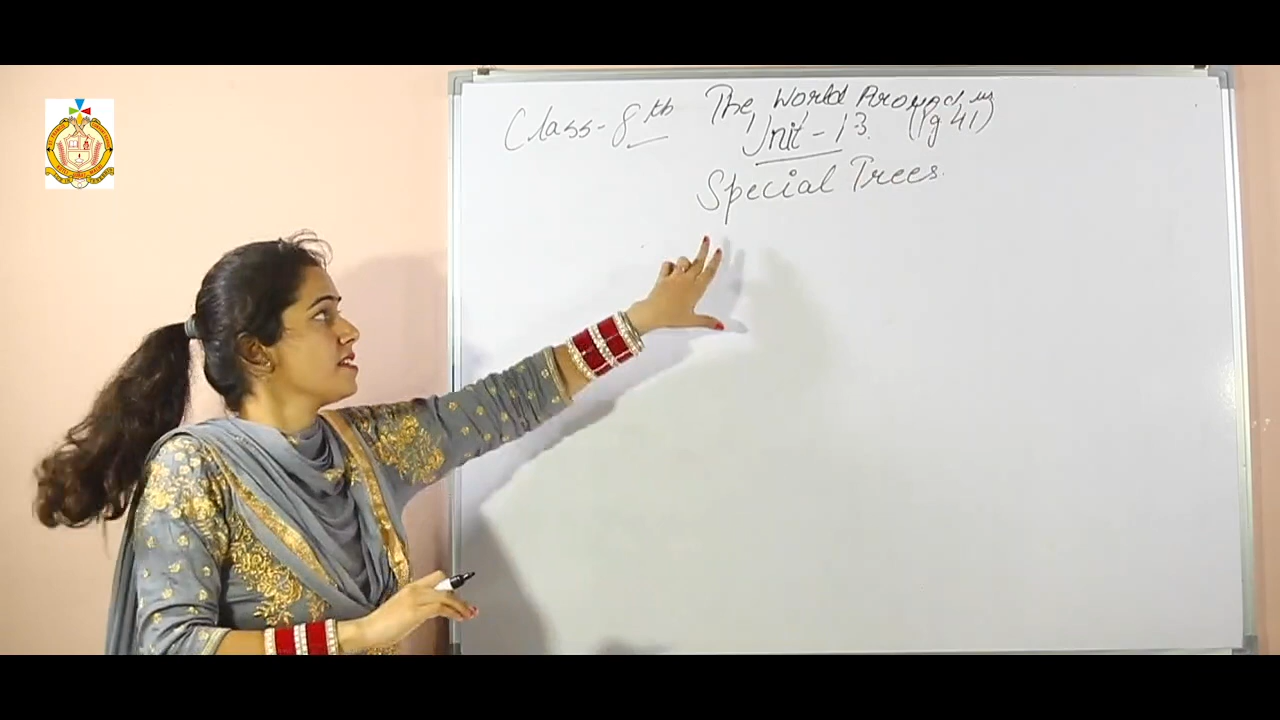 Class-8th The World Around us
Unit-13. (Pg 41)
Special Trees.